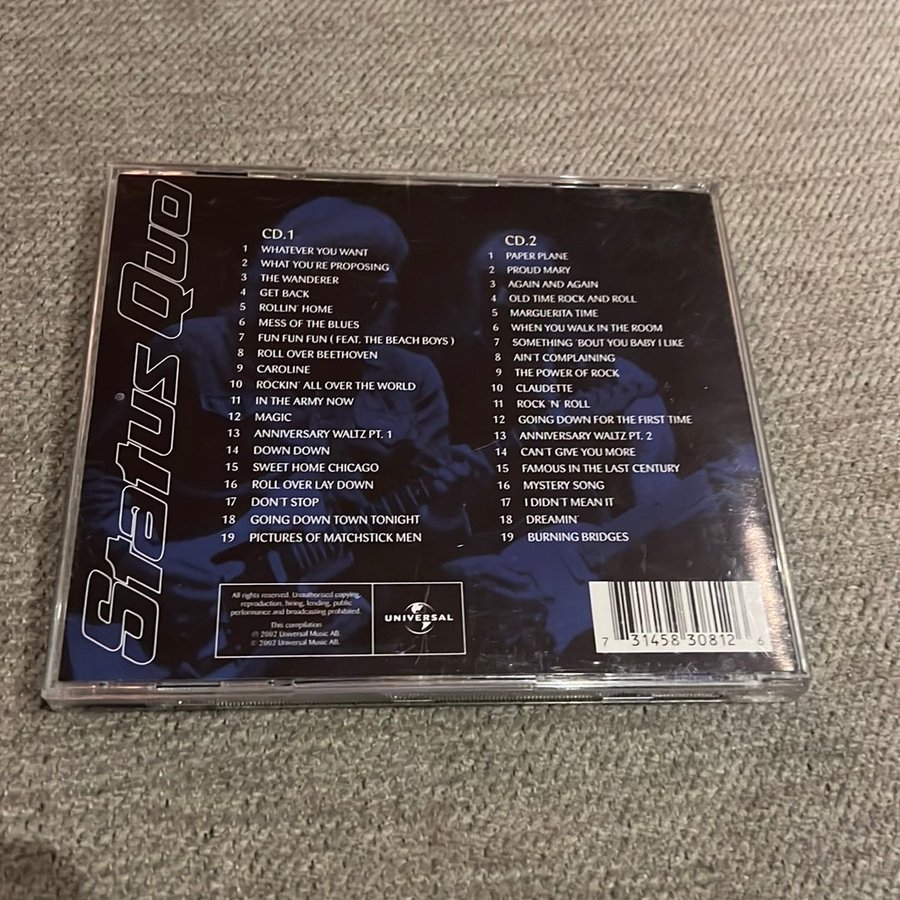 Status Quo
CD.1
1 WHATEVER YOU WANT
2 WHAT YOU'RE PROPOSING
3 THE WANDERER
4 GET BACK
5 ROLLIN' HOME
6 MESS OF THE BLUES
7 FUN FUN FUN ( FEAT. THE BEACH BOYS )
8 ROLL OVER BEETHOVEN
9 CAROLINE
10 ROCKIN' ALL OVER THE WORLD
11 IN THE ARMY NOW
12 MAGIC
13 ANNIVERSARY WALTZ PT. 1
14 DOWN DOWN
15 SWEET HOME CHICAGO
16 ROLL OVER LAY DOWN
17 DON'T STOP
18 GOING DOWN TOWN TONIGHT
19 PICTURES OF MATCHSTICK MEN
CD.2
1 PAPER PLANE
2 PROUD MARY
3 AGAIN AND AGAIN
4 OLD TIME ROCK AND ROLL
5 MARGUERITA TIME
6 WHEN YOU WALK IN THE ROOM
7 SOMETHING 'BOUT YOU BABY I LIKE
8 AIN'T COMPLAINING
9 THE POWER OF ROCK
10 CLAUDETTE
11 ROCK 'N' ROLL
12 GOING DOWN FOR THE FIRST TIME
13 ANNIVERSARY WALTZ PT. 2
14 CAN'T GIVE YOU MORE
15 FAMOUS IN THE LAST CENTURY
16 MYSTERY SONG
17 I DIDN'T MEAN IT
18 DREAMIN'
19 BURNING BRIDGES
All rights reserved. Unauthorised copying,
reproduction, hiring, lending, public
performance and broadcasting prohibited.
This compilation
℗ 2002 Universal Music AB.
© 2002 Universal Music AB.
UNIVERSAL
7 31458 30812 6